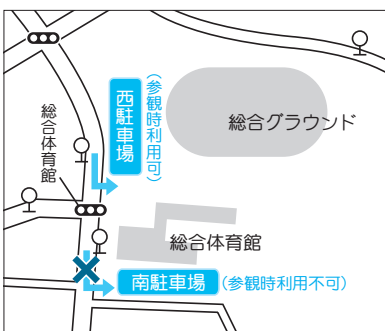 西駐車場
（参観時利用可）
総合グラウンド
総合体育館
総合体育館
南駐車場（参観時利用不可）